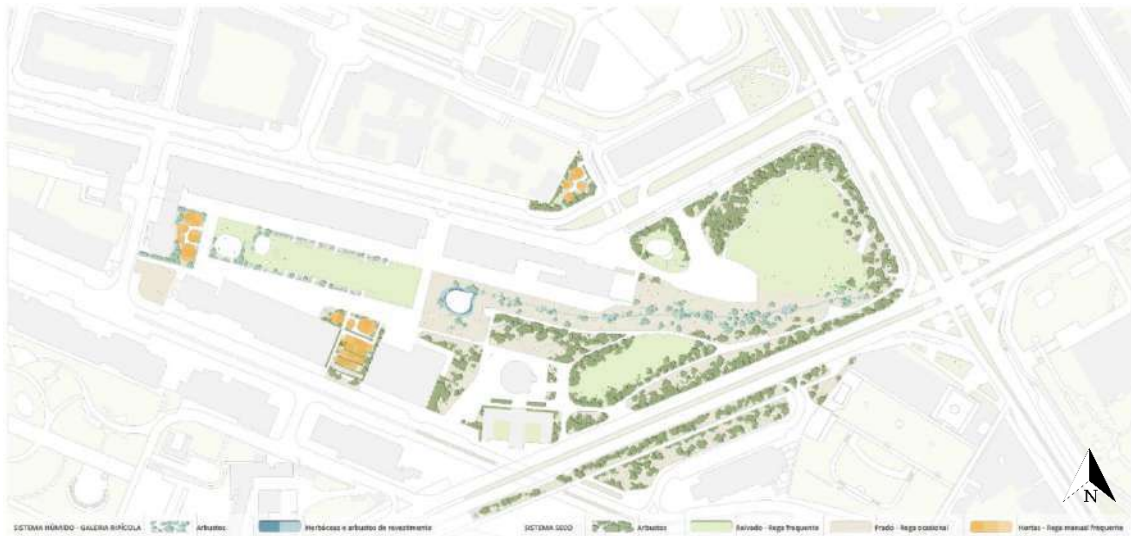 N
SISTEMA HÚMIDO - GALERIA RIPÍCOLA
Arbustos
Herbáceas e arbustos de revestimento
SISTEMA SECO
Arbustos
Relvado - Rega frequente
Prado - Rega ocasional
Hortas - Rega manual frequente